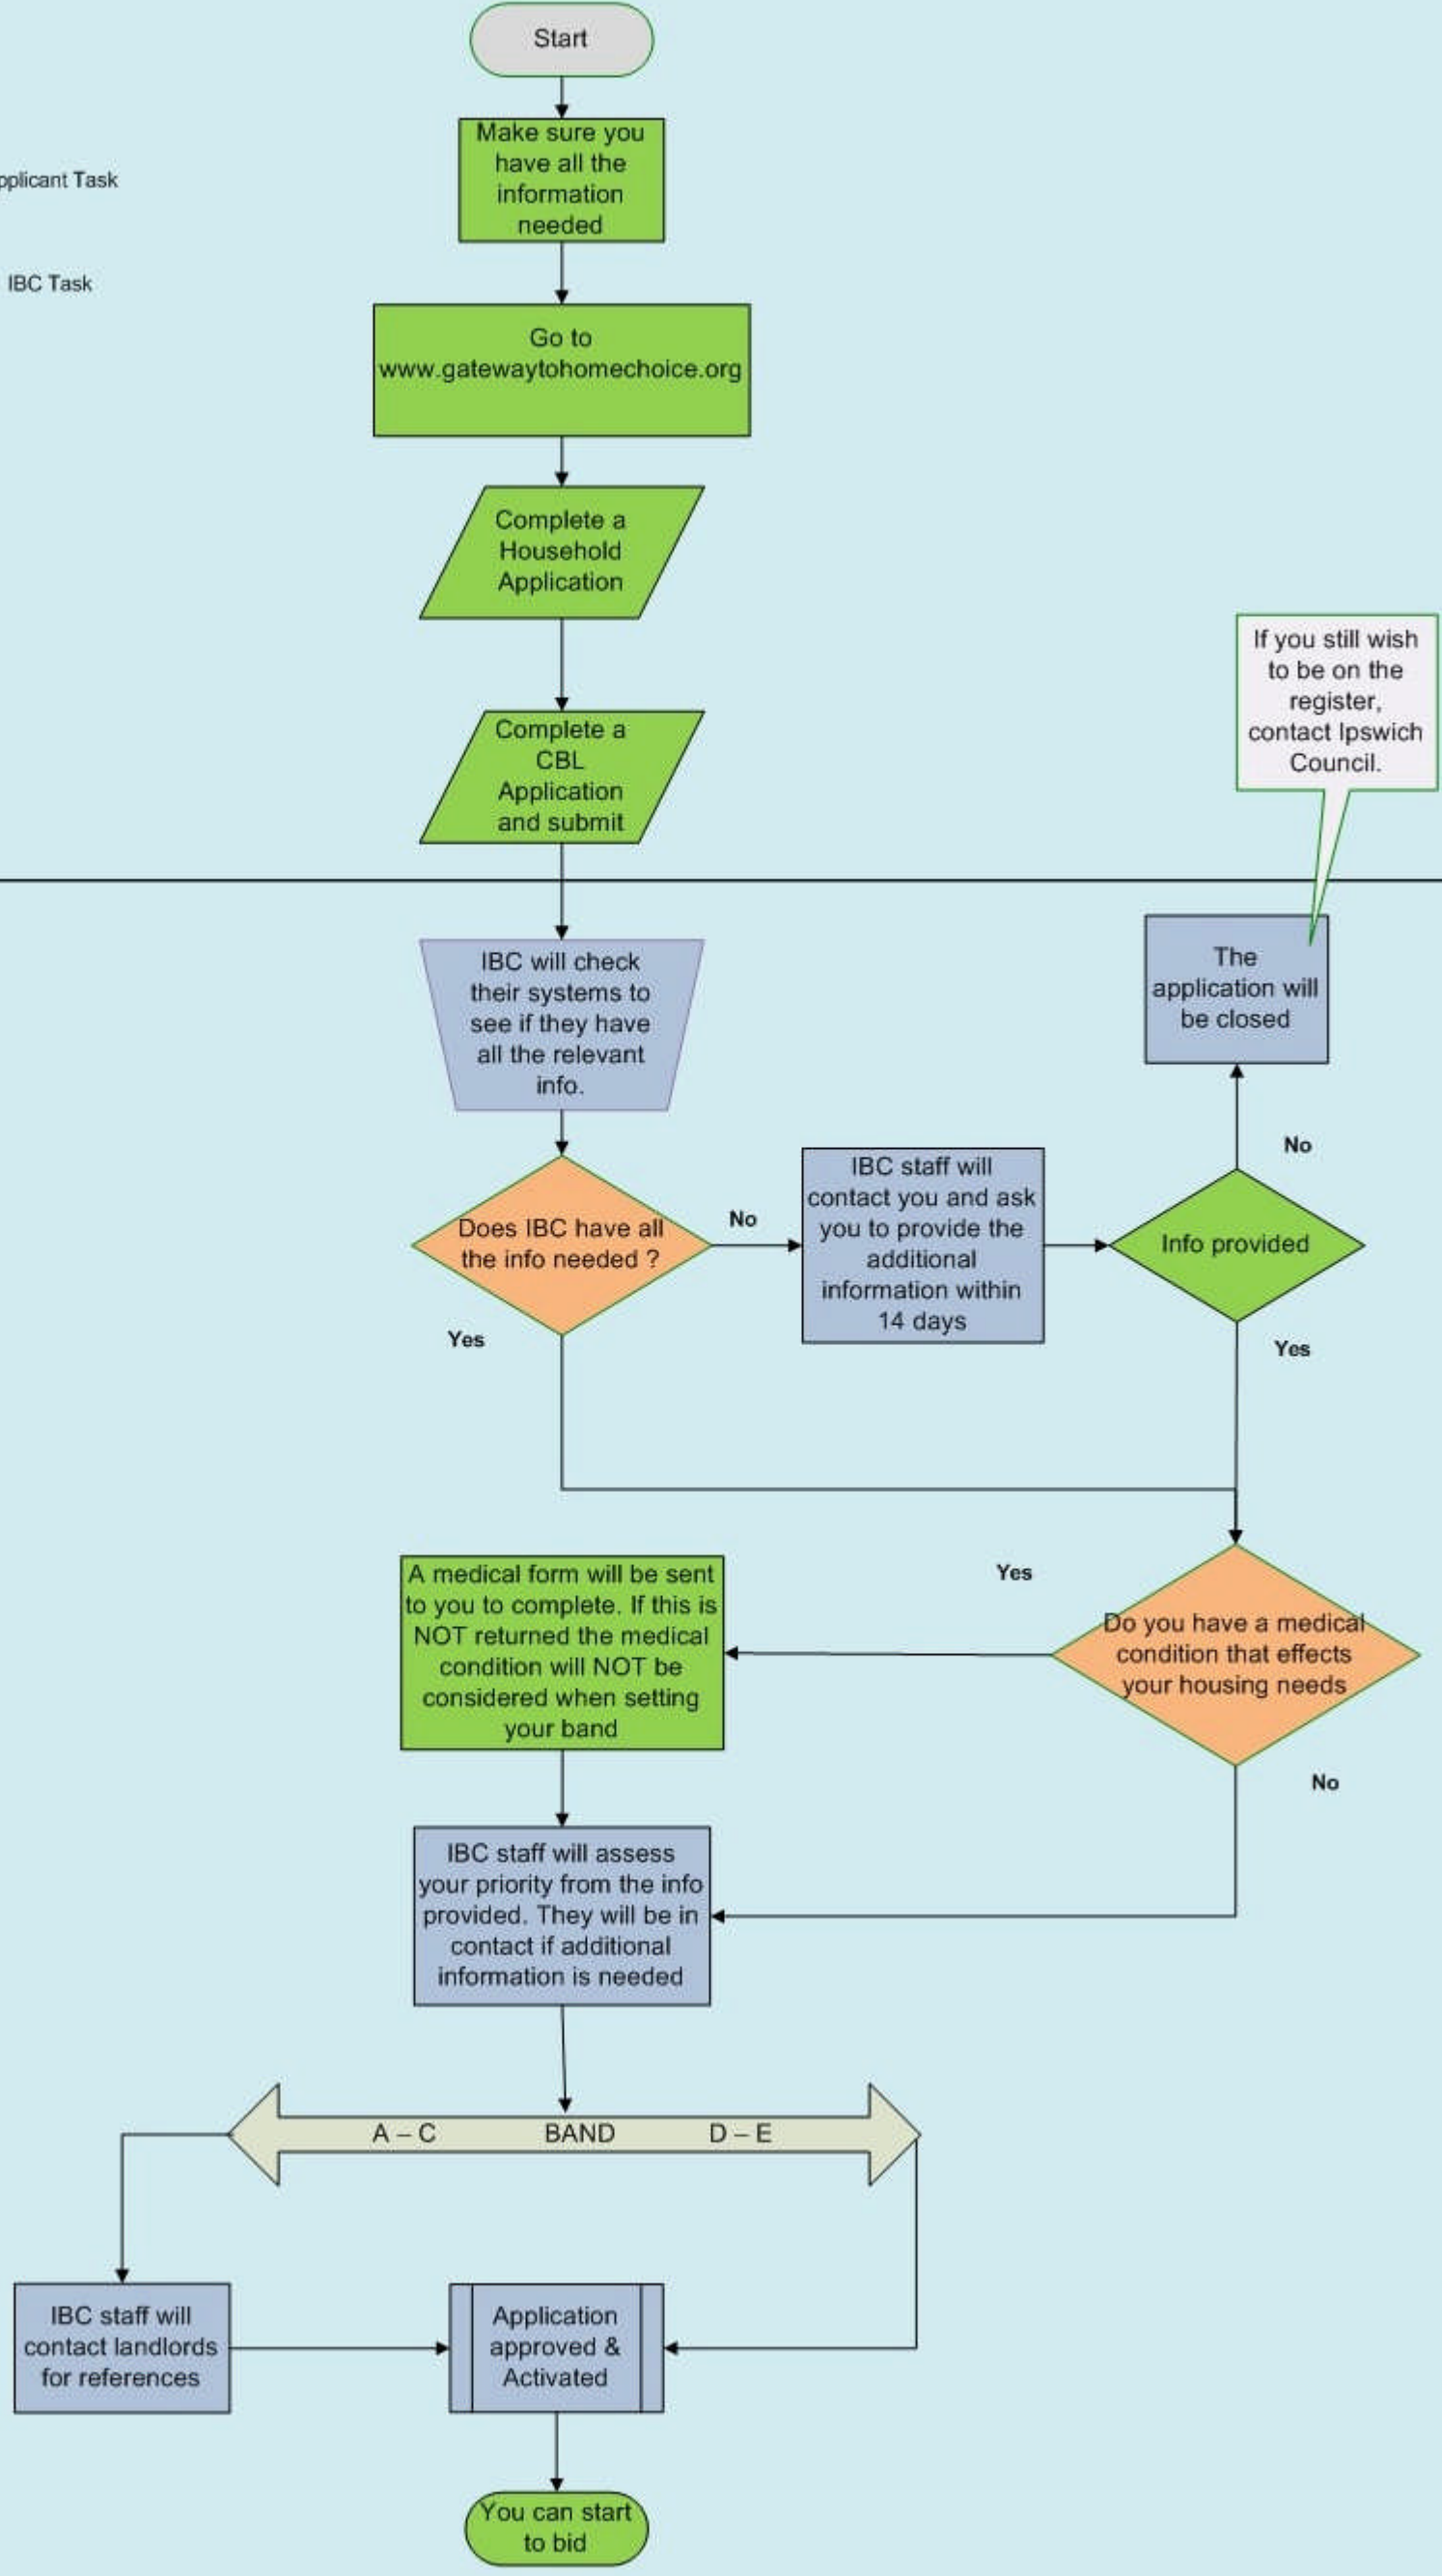 Start
Make sure you
have all the
information
needed
pplicant Task
IBC Task
Go to
www.gatewaytohomechoice.org
Complete a
Household
Application
If you still wish
to be on the
register,
contact Ipswich
Council.
Complete a
CBL
Application
and submit
IBC will check
their systems to
see if they have
all the relevant
info.
The
application will
be closed
No
Does IBC have all
the info needed ?
No
Yes
IBC staff will
contact you and ask
you to provide the
additional
information within
14 days
Info provided
Yes
Do you have a medical
condition that effects
your housing needs
Yes
No
A medical form will be sent
to you to complete. If this is
NOT returned the medical
condition will NOT be
considered when setting
your band
IBC staff will assess
your priority from the info
provided. They will be in
contact if additional
information is needed
A – C BAND D – E
IBC staff will
contact landlords
for references
Application
approved &
Activated
You can start
to bid